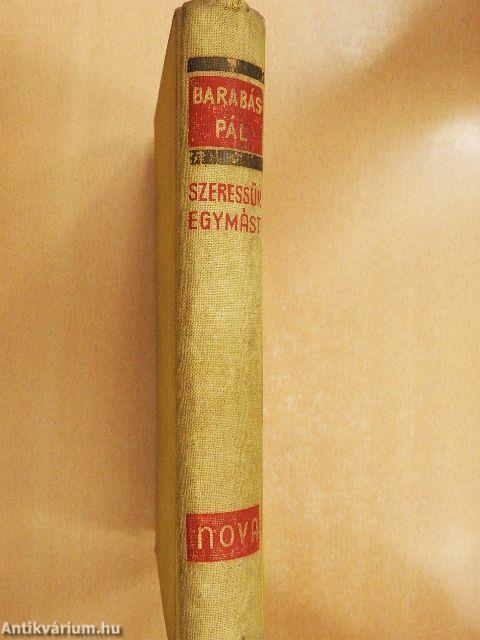 BARABÁS
PÁL
SZERESSÜK
EGYMÁST
nOVA
Antikvárium.hu